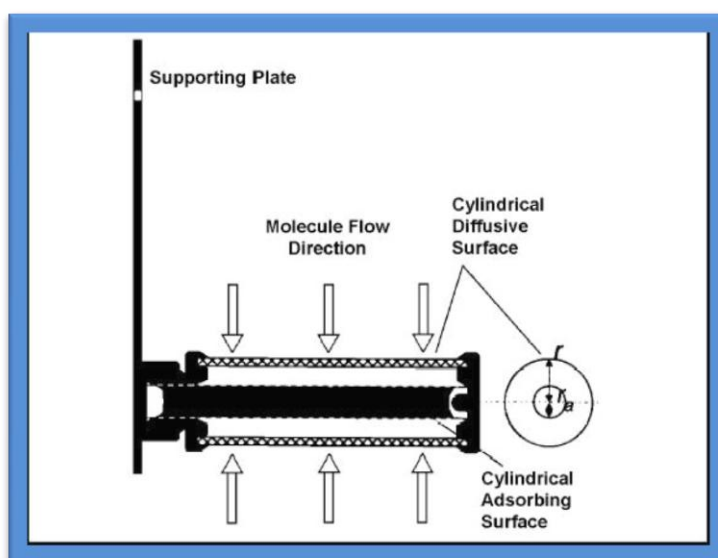 Supporting Plate
Molecule Flow
Direction
Cylindrical
Diffusive
Surface
r
ra
Cylindrical
Adsorbing
Surface